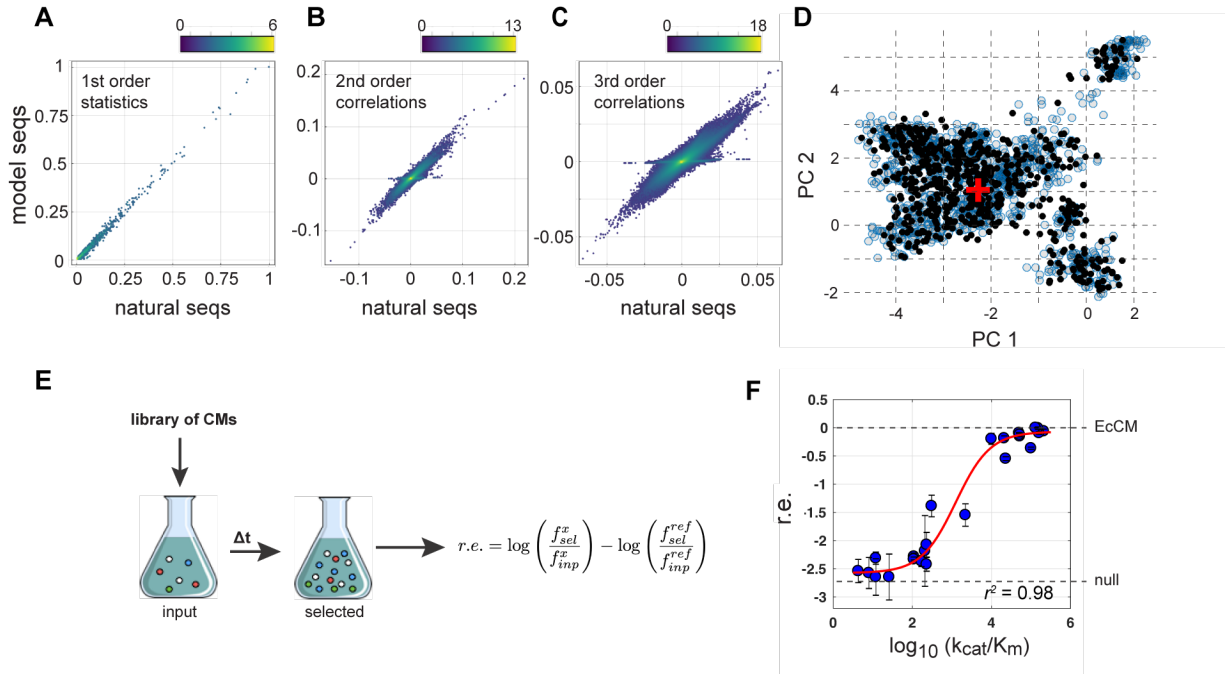 A
0 6
1st order
statistics
1
0.75
0.5
0.25
0
0 0.25 0.5 0.75 1
model seqs
natural seqs
B
0 13
2nd order
correlations
0.2
0.1
0
-0.1
-0.1 0 0.1 0.2
natural seqs
C
0 18
3rd order
correlations
0.05
0
-0.05
-0.05 0 0.05
natural seqs
D
4
2
2
0
-2
-4 -2 0 2
PC 2
PC 1
E
library of CMs
Δt
input
selected
r.e. = log (f^x_sel / f^x_inp) − log (f^ref_sel / f^ref_inp)
F
0.5
0
-0.5
-1
-1.5
-2
-2.5
-3
r.e.
EcCM
null
r² = 0.98
0 2 4 6
log₁₀ (kcat/Km)